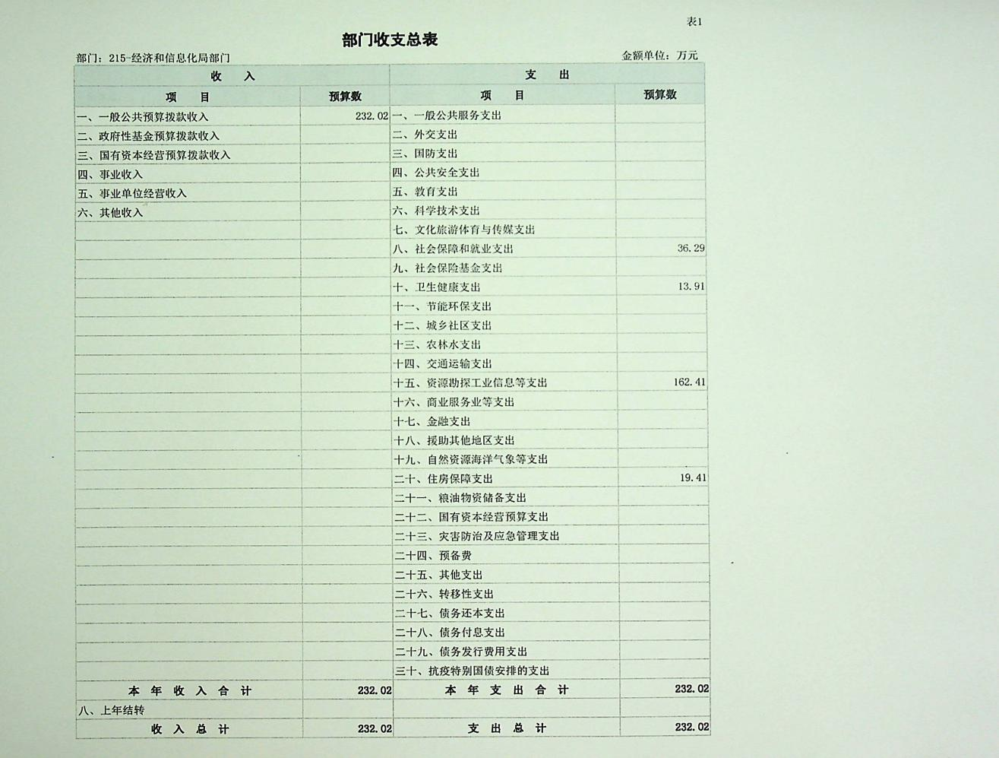 表1
部门收支总表
部门：215-经济和信息化局部门 金额单位：万元
收 入 支 出
项 目 预算数 项 目 预算数
一、一般公共预算拨款收入 232.02 一、一般公共服务支出
二、政府性基金预算拨款收入 二、外交支出
三、国有资本经营预算拨款收入 三、国防支出
四、事业收入 四、公共安全支出
五、事业单位经营收入 五、教育支出
六、其他收入 六、科学技术支出
七、文化旅游体育与传媒支出
八、社会保障和就业支出 36.29
九、社会保险基金支出
十、卫生健康支出 13.91
十一、节能环保支出
十二、城乡社区支出
十三、农林水支出
十四、交通运输支出
十五、资源勘探工业信息等支出 162.41
十六、商业服务业等支出
十七、金融支出
十八、援助其他地区支出
十九、自然资源海洋气象等支出
二十、住房保障支出 19.41
二十一、粮油物资储备支出
二十二、国有资本经营预算支出
二十三、灾害防治及应急管理支出
二十四、预备费
二十五、其他支出
二十六、转移性支出
二十七、债务还本支出
二十八、债务付息支出
二十九、债务发行费用支出
三十、抗疫特别国债安排的支出
本 年 收 入 合 计 232.02 本 年 支 出 合 计 232.02
八、上年结转
收 入 总 计 232.02 支 出 总 计 232.02